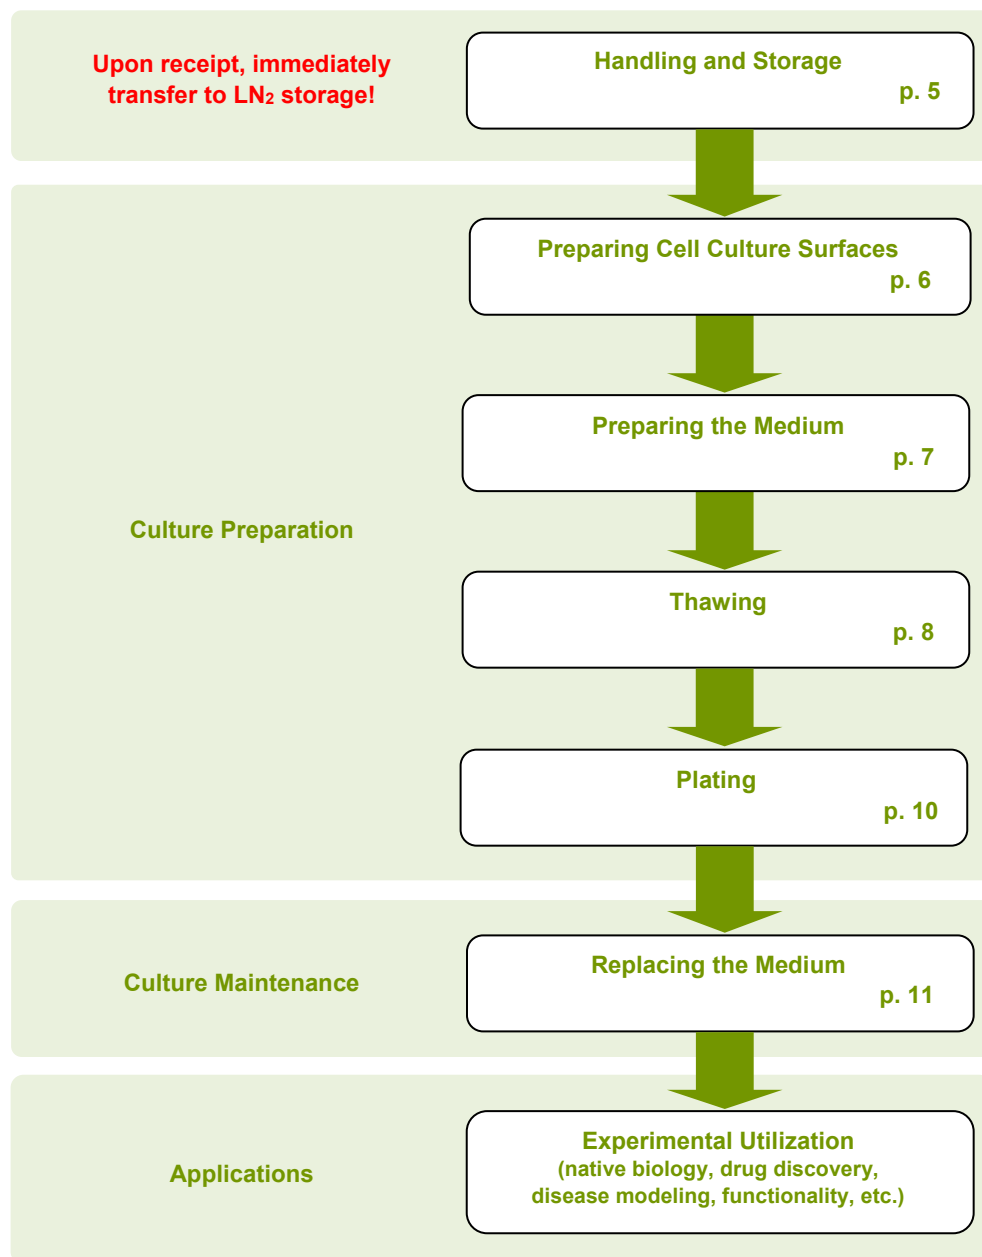 Upon receipt, immediately
transfer to LN₂ storage!
Handling and Storage
p. 5
Culture Preparation
Preparing Cell Culture Surfaces
p. 6
Preparing the Medium
p. 7
Thawing
p. 8
Plating
p. 10
Culture Maintenance
Replacing the Medium
p. 11
Applications
Experimental Utilization
(native biology, drug discovery,
disease modeling, functionality, etc.)